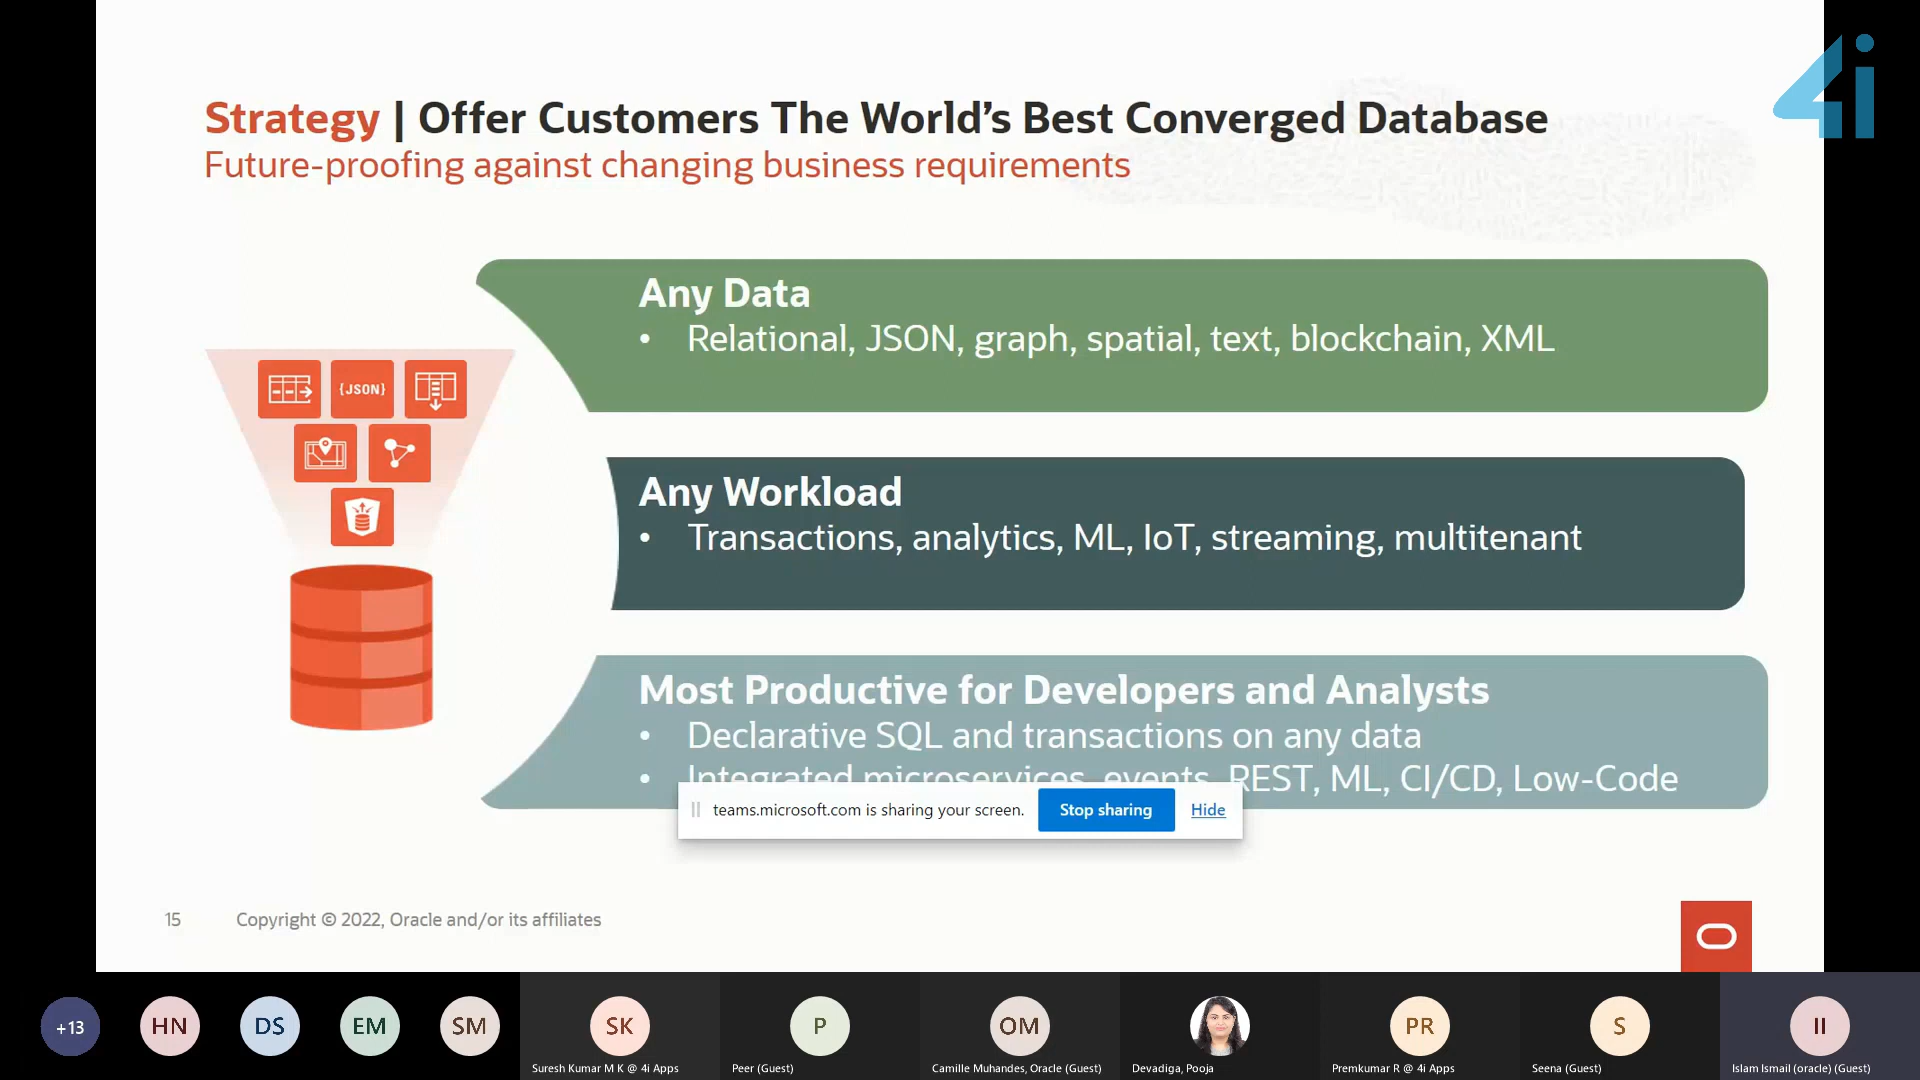 4i
Strategy | Offer Customers The World's Best Converged Database
Future-proofing against changing business requirements
Any Data
• Relational, JSON, graph, spatial, text, blockchain, XML
{JSON}
Any Workload
• Transactions, analytics, ML, IoT, streaming, multitenant
Most Productive for Developers and Analysts
• Declarative SQL and transactions on any data
• Integrated microservices, events, REST, ML, CI/CD, Low-Code
teams.microsoft.com is sharing your screen.
Stop sharing
Hide
15 Copyright © 2022, Oracle and/or its affiliates
+13
HN
DS
EM
SM
SK
P
OM
PR
S
II
Suresh Kumar M K @ 4i Apps
Peer (Guest)
Camille Muhandes, Oracle (Guest)
Devadiga, Pooja
Premkumar R @ 4i Apps
Seena (Guest)
Islam Ismail (oracle) (Guest)